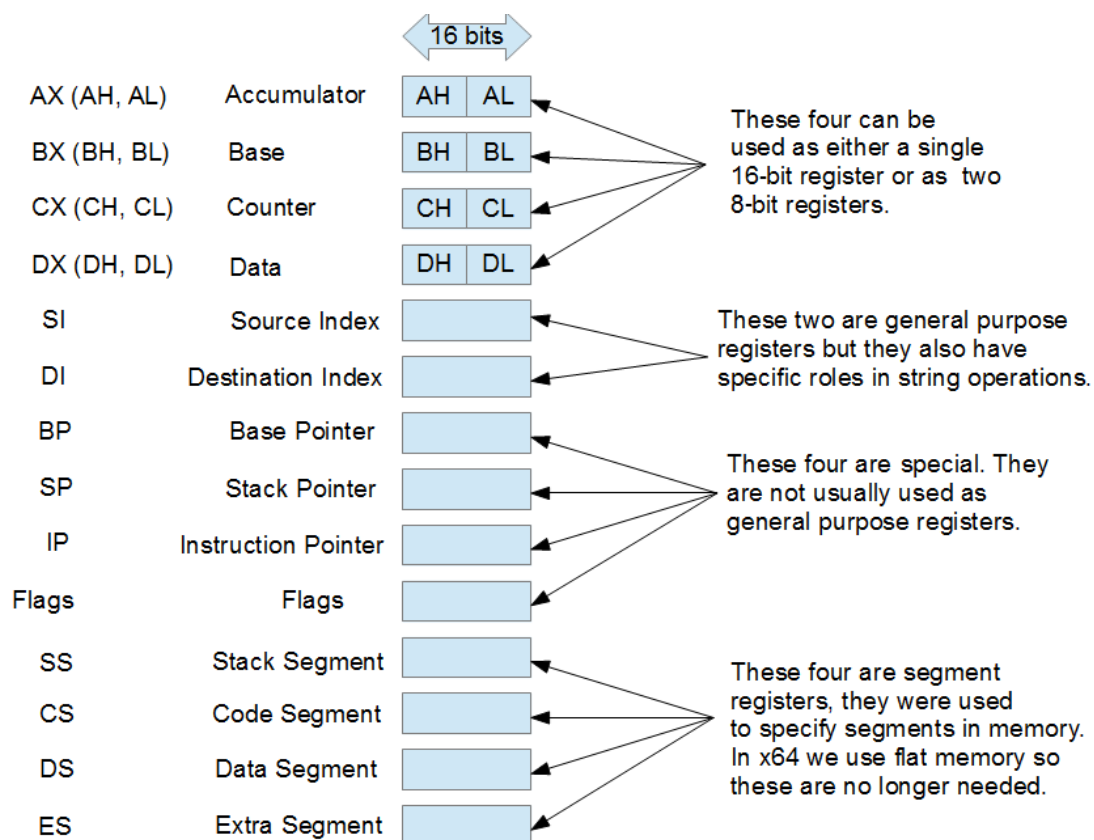 16 bits
AX (AH, AL) Accumulator AH AL
BX (BH, BL) Base BH BL
CX (CH, CL) Counter CH CL
DX (DH, DL) Data DH DL
These four can be
used as either a single
16-bit register or as  two
8-bit registers.
SI Source Index
DI Destination Index
These two are general purpose
registers but they also have
specific roles in string operations.
BP Base Pointer
SP Stack Pointer
IP Instruction Pointer
Flags Flags
These four are special. They
are not usually used as
general purpose registers.
SS Stack Segment
CS Code Segment
DS Data Segment
ES Extra Segment
These four are segment
registers, they were used
to specify segments in memory.
In x64 we use flat memory so
these are no longer needed.